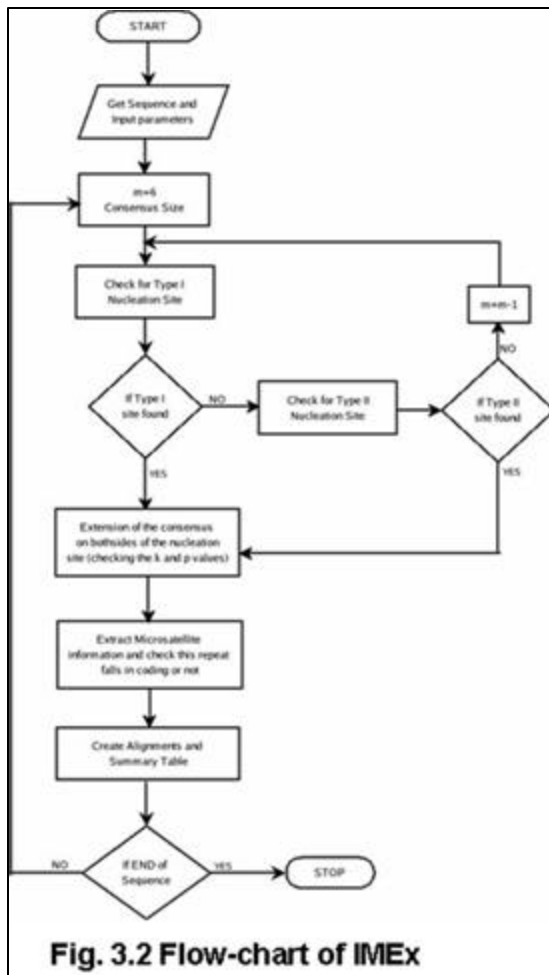 START
Get Sequence and
Input parameters
m=6
Consensus Size
Check for Type I
Nucleation Site
m=m-1
NO
If Type I
site found
NO
Check for Type II
Nucleation Site
If Type II
site found
YES
YES
Extension of the consensus
on bothsides of the nucleation
site (checking the k and p values)
Extract Microsatellite
information and check this repeat
falls in coding or not
Create Alignments and
Summary Table
NO
If END of
Sequence
YES
STOP
Fig. 3.2 Flow-chart of IMEx